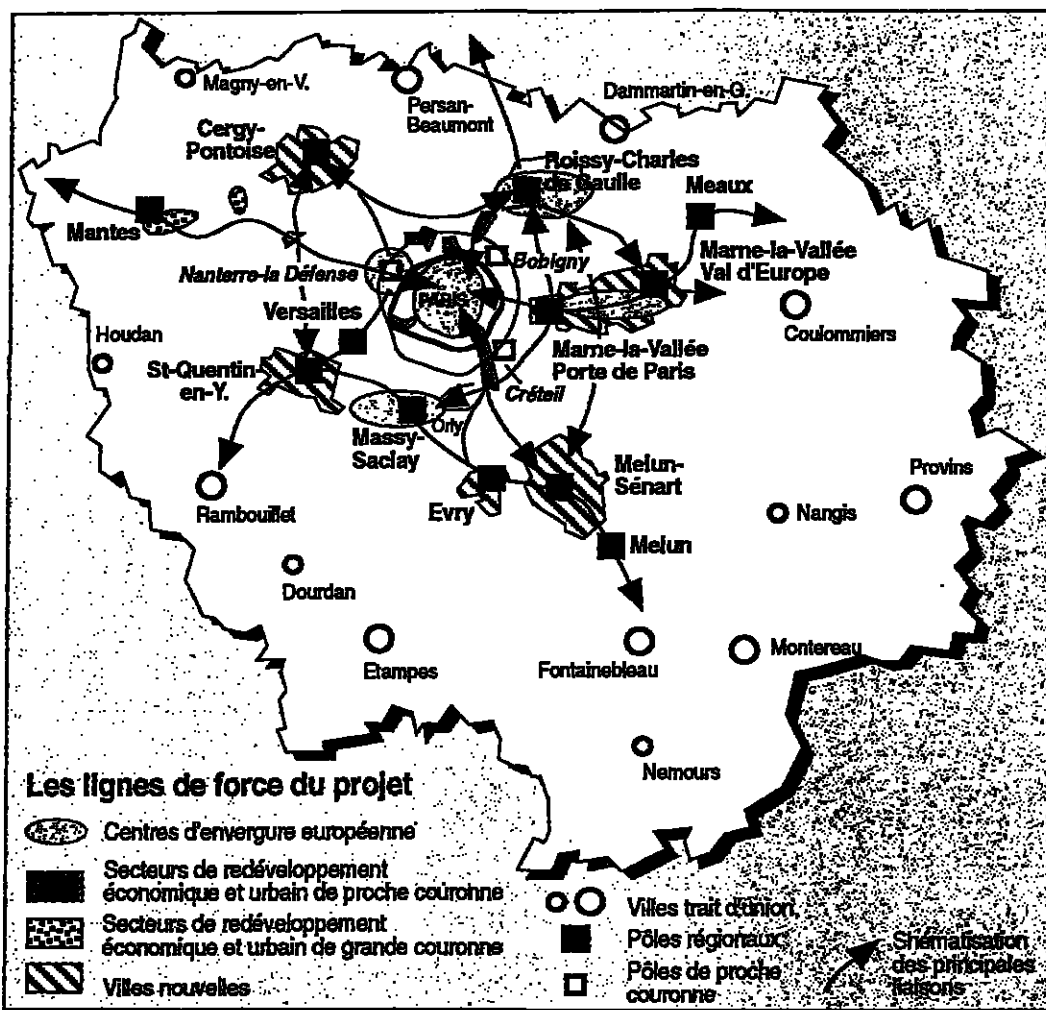 Magny-en-V.
Persan-
Beaumont
Dammartin-en-G.
Cergy-
Pontoise
Roissy-Charles
de Gaulle
Meaux
Mantes
Nanterre-la Défense
Bobigny
Marne-la-Vallée
Val d'Europe
PARIS
Versailles
Houdan
Coulommiers
St-Quentin-
en-Y.
Marne-la-Vallée
Porte de Paris
Créteil
Orly
Massy-
Saclay
Melun-
Sénart
Provins
Rambouillet
Evry
Nangis
Melun
Dourdan
Etampes
Fontainebleau
Montereau
Nemours
Les lignes de force du projet
Centres d'envergure européenne
Secteurs de redéveloppement
économique et urbain de proche couronne
Secteurs de redéveloppement
économique et urbain de grande couronne
Villes nouvelles
Villes trait d'union
Pôles régionaux
Pôles de proche
couronne
Shématisation
des principales
liaisons